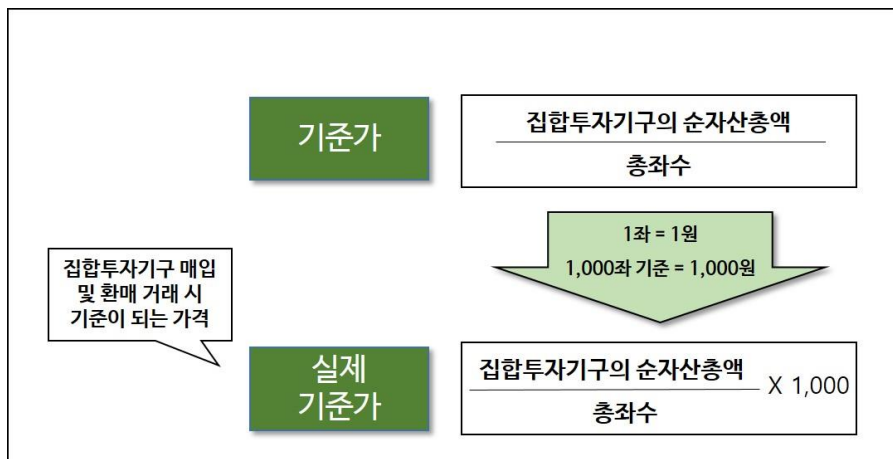 기준가
집합투자기구의 순자산총액
총좌수
1좌 = 1원
1,000좌 기준 = 1,000원
집합투자기구 매입
및 환매 거래 시
기준이 되는 가격
실제
기준가
집합투자기구의 순자산총액
총좌수
X 1,000